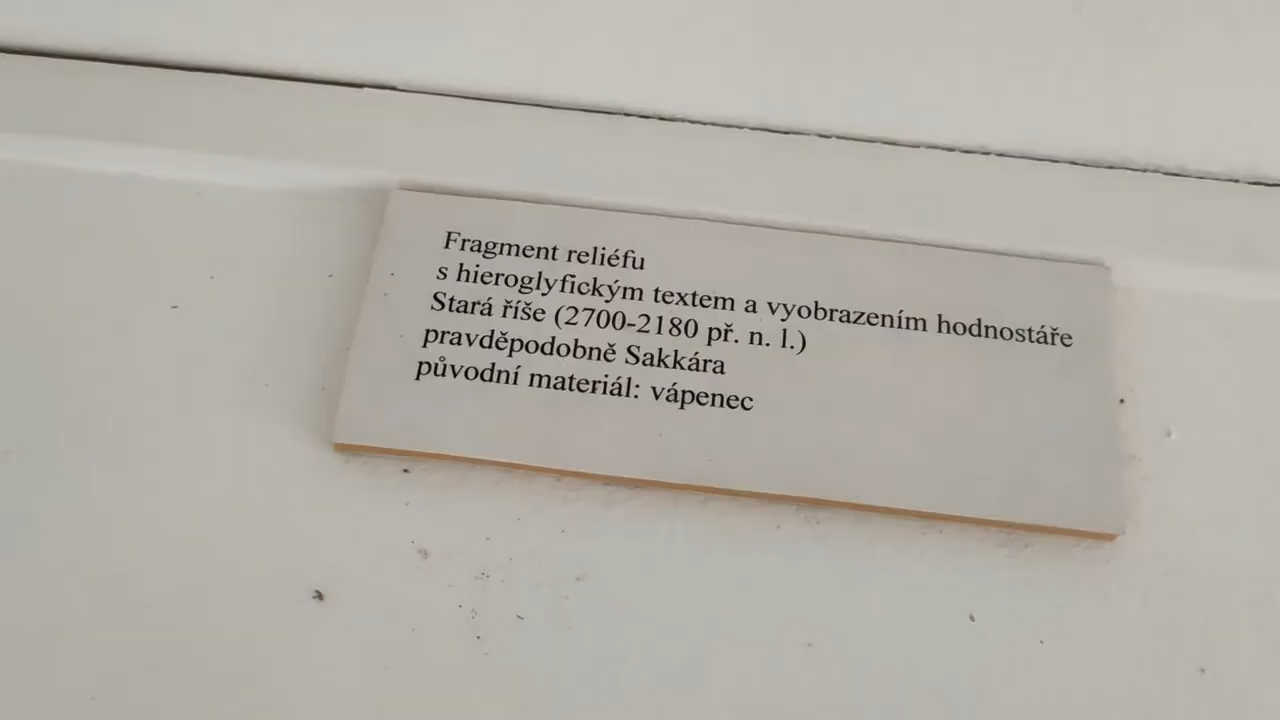 Fragment reliéfu
s hieroglyfickým textem a vyobrazením hodnostáře
Stará říše (2700-2180 př. n. l.)
pravděpodobně Sakkára
původní materiál: vápenec